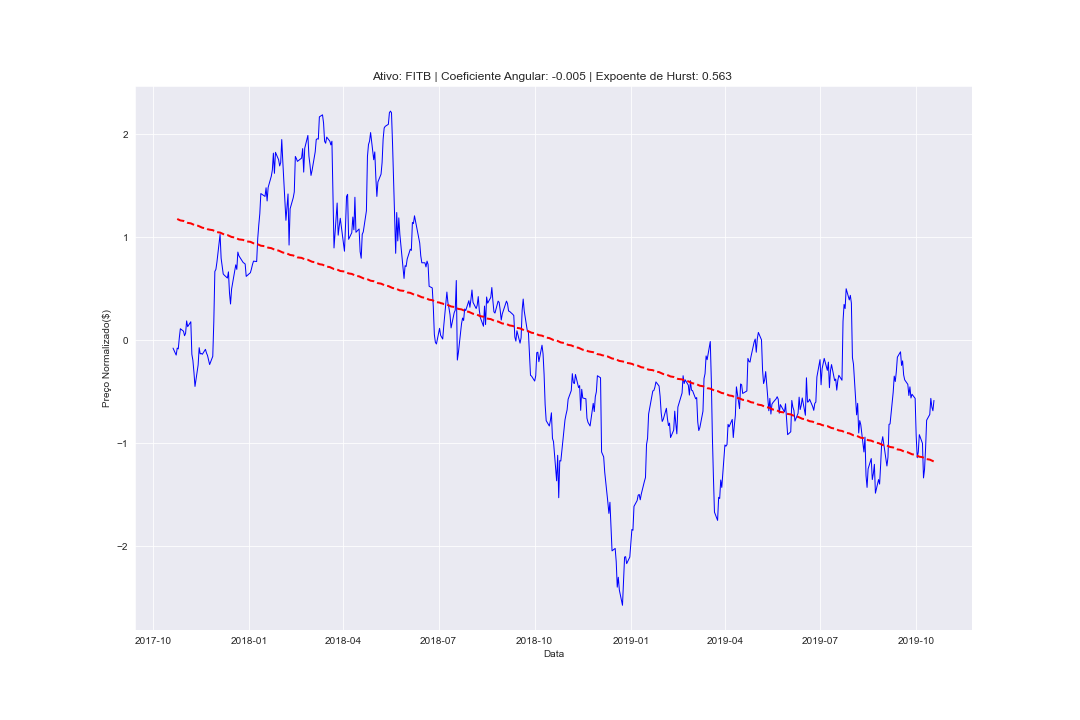 Ativo: FITB | Coeficiente Angular: -0.005 | Expoente de Hurst: 0.563
Preço Normalizado($)
2
1
0
−1
−2
2017-10 2018-01 2018-04 2018-07 2018-10 2019-01 2019-04 2019-07 2019-10
Data